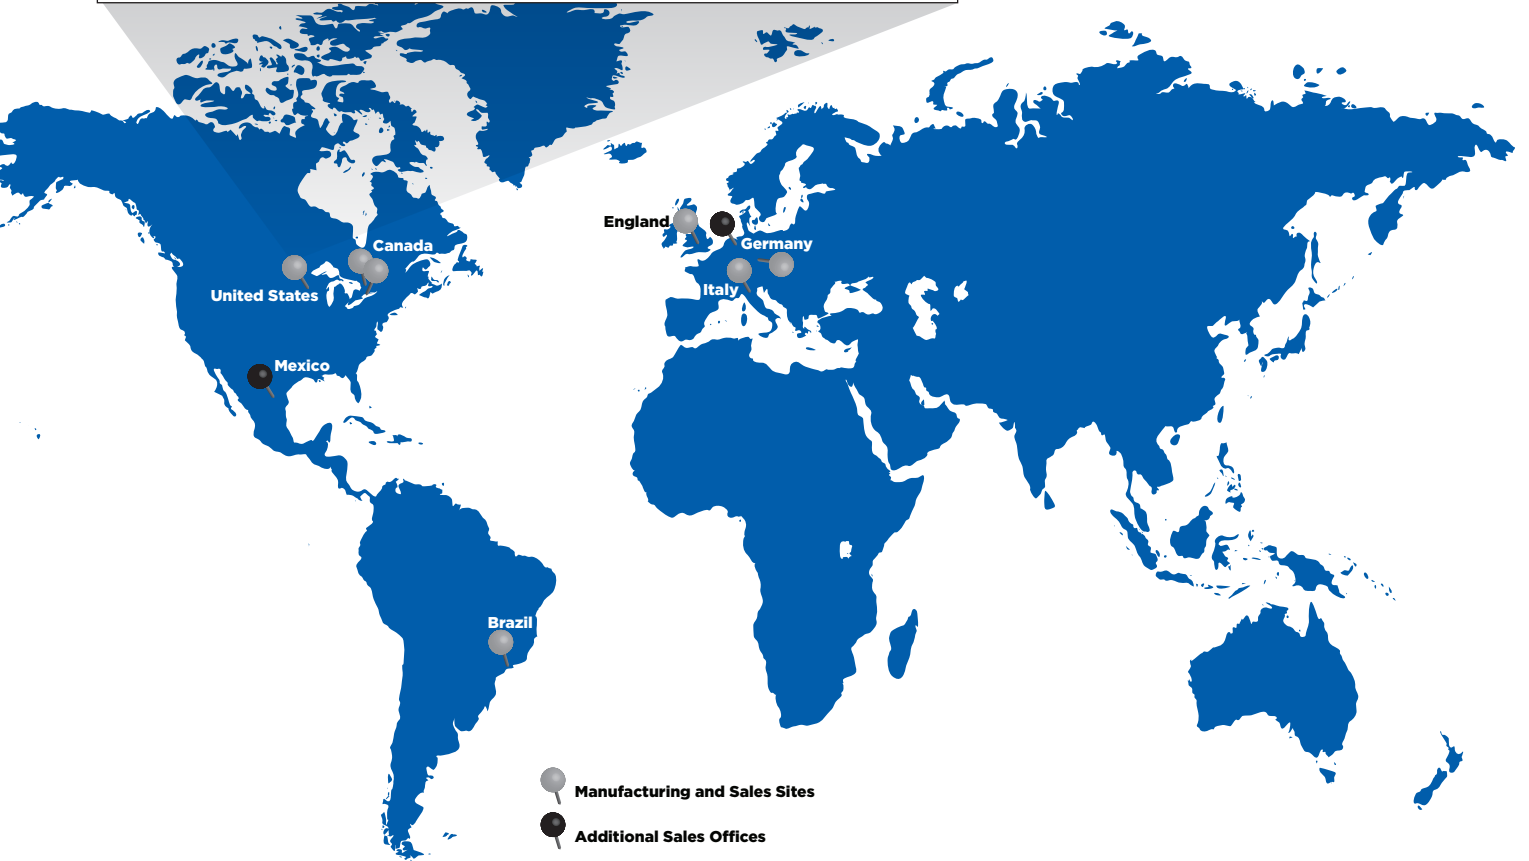 England
Germany
Canada
Italy
United States
Mexico
Brazil
Manufacturing and Sales Sites
Additional Sales Offices